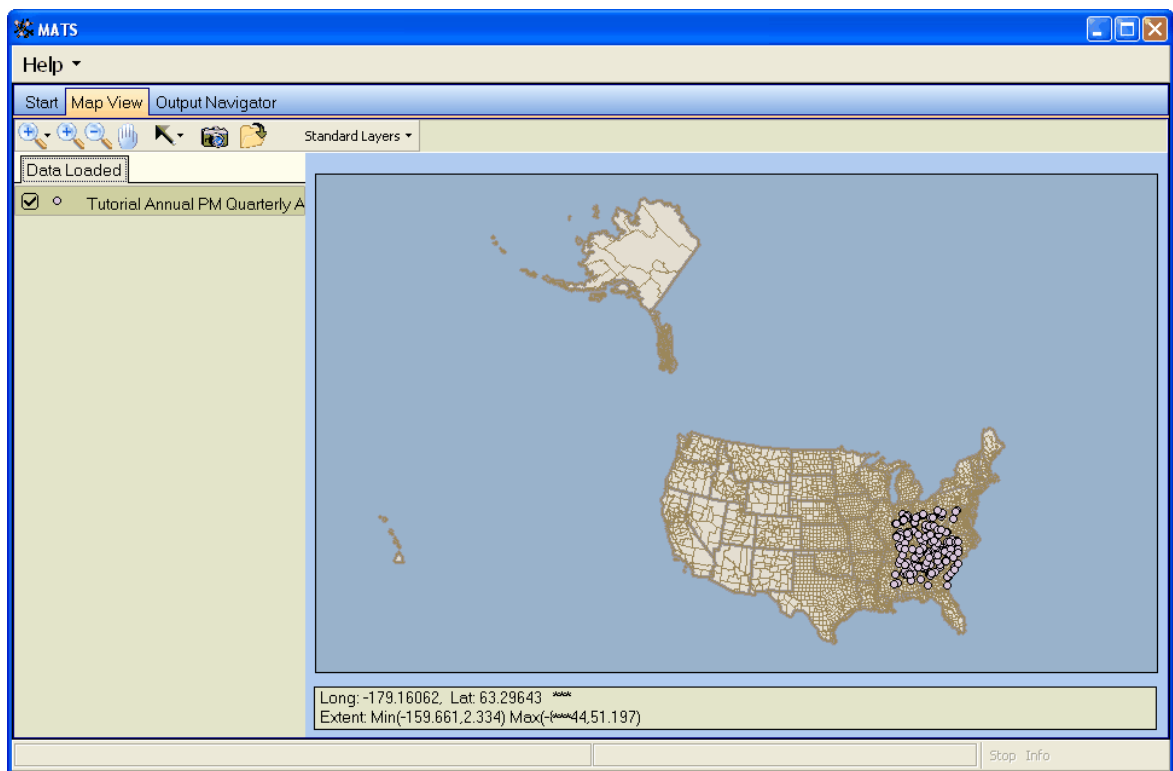 MATS
Help
Start Map View Output Navigator
Standard Layers
Data Loaded
Tutorial Annual PM Quarterly A
Long: -179.16062, Lat: 63.29643 ***
Extent: Min(-159.661,2.334) Max(-***44,51.197)
Stop Info